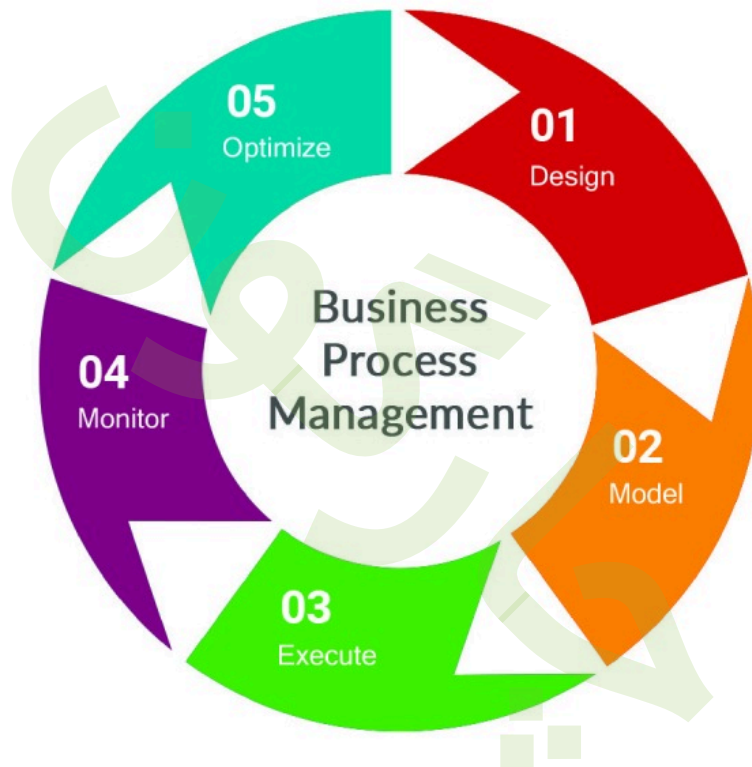 Business
Process
Management
01
Design
02
Model
03
Execute
04
Monitor
05
Optimize